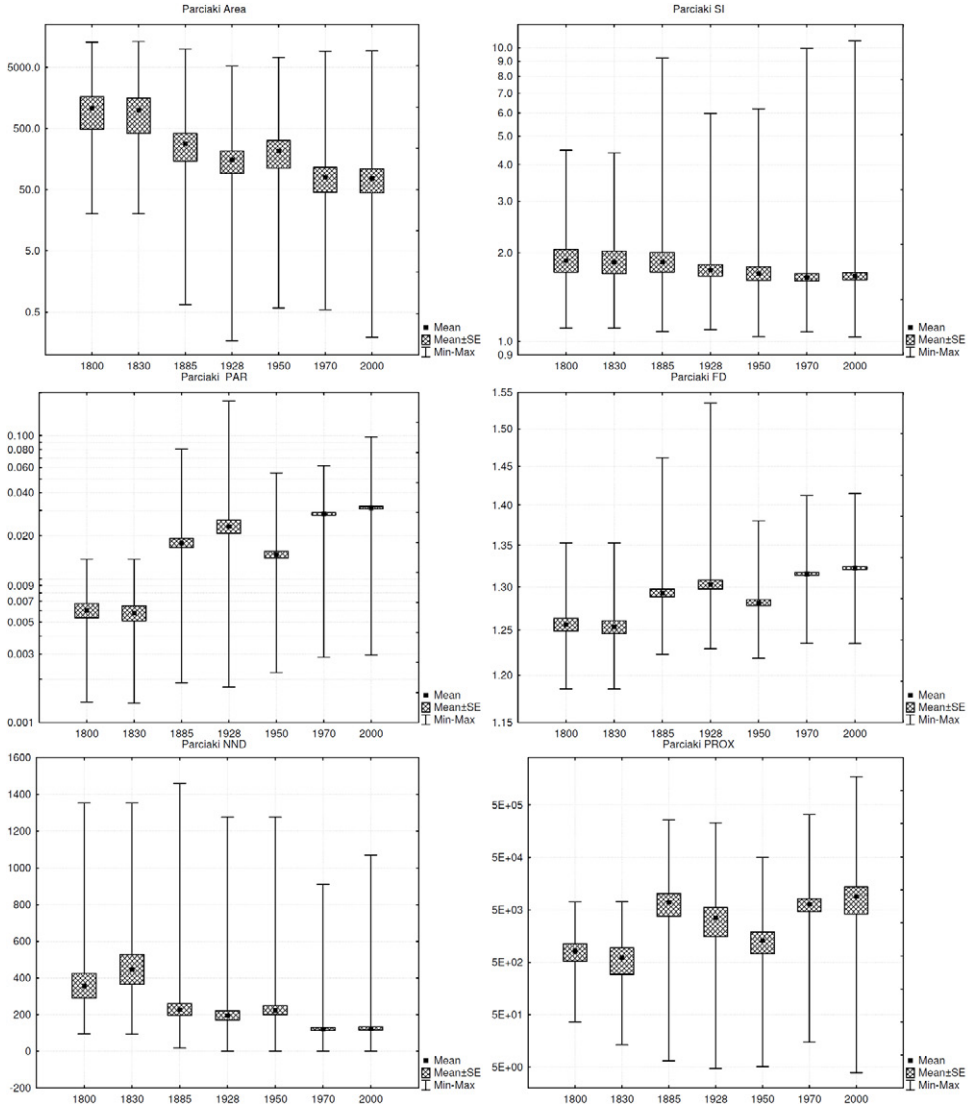 Parciaki Area
5000.0
500.0
50.0
5.0
0.5
1800 1830 1885 1928 1950 1970 2000
Mean
Mean±SE
Min-Max
Parciaki SI
10.0
9.0
8.0
7.0
6.0
5.0
4.0
3.0
2.0
1.0
0.9
1800 1830 1885 1928 1950 1970 2000
Mean
Mean±SE
Min-Max
Parciaki PAR
0.100
0.080
0.060
0.040
0.020
0.009
0.007
0.005
0.003
0.001
1800 1830 1885 1928 1950 1970 2000
Mean
Mean±SE
Min-Max
Parciaki FD
1.55
1.50
1.45
1.40
1.35
1.30
1.25
1.20
1.15
1800 1830 1885 1928 1950 1970 2000
Mean
Mean±SE
Min-Max
Parciaki NND
1600
1400
1200
1000
800
600
400
200
0
-200
1800 1830 1885 1928 1950 1970 2000
Mean
Mean±SE
Min-Max
Parciaki PROX
5E+05
5E+04
5E+03
5E+02
5E+01
5E+00
1800 1830 1885 1928 1950 1970 2000
Mean
Mean±SE
Min-Max